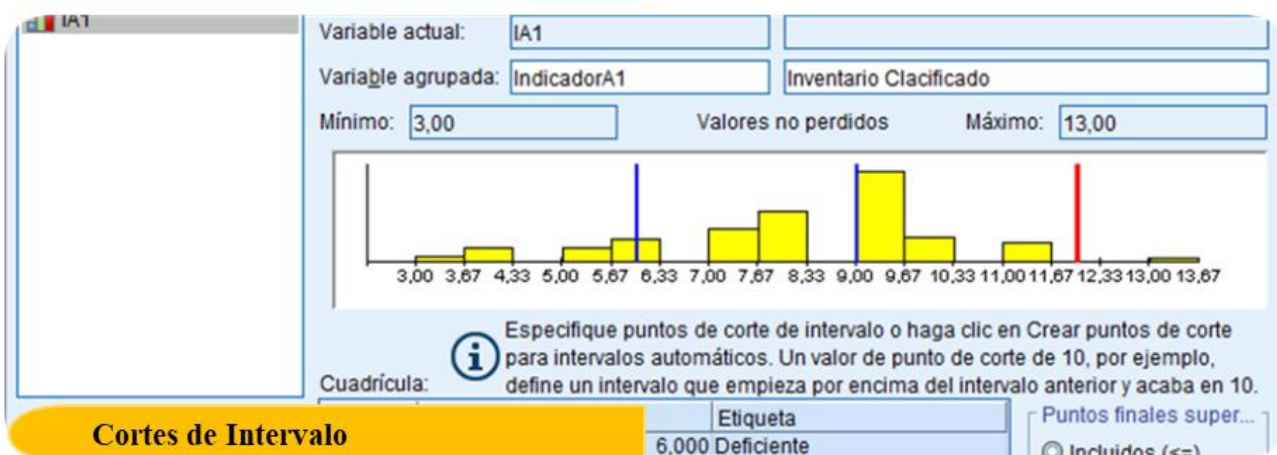 IA1
Variable actual: IA1
Variable agrupada: IndicadorA1 Inventario Clacificado
Mínimo: 3,00 Valores no perdidos Máximo: 13,00
3,00 3,67 4,33 5,00 5,67 6,33 7,00 7,67 8,33 9,00 9,67 10,33 11,00 11,67 12,33 13,00 13,67
Especifique puntos de corte de intervalo o haga clic en Crear puntos de corte
para intervalos automáticos. Un valor de punto de corte de 10, por ejemplo,
define un intervalo que empieza por encima del intervalo anterior y acaba en 10.
Cuadrícula:
Etiqueta
Puntos finales super...
Cortes de Intervalo
6,000 Deficiente
Incluidos (<=)